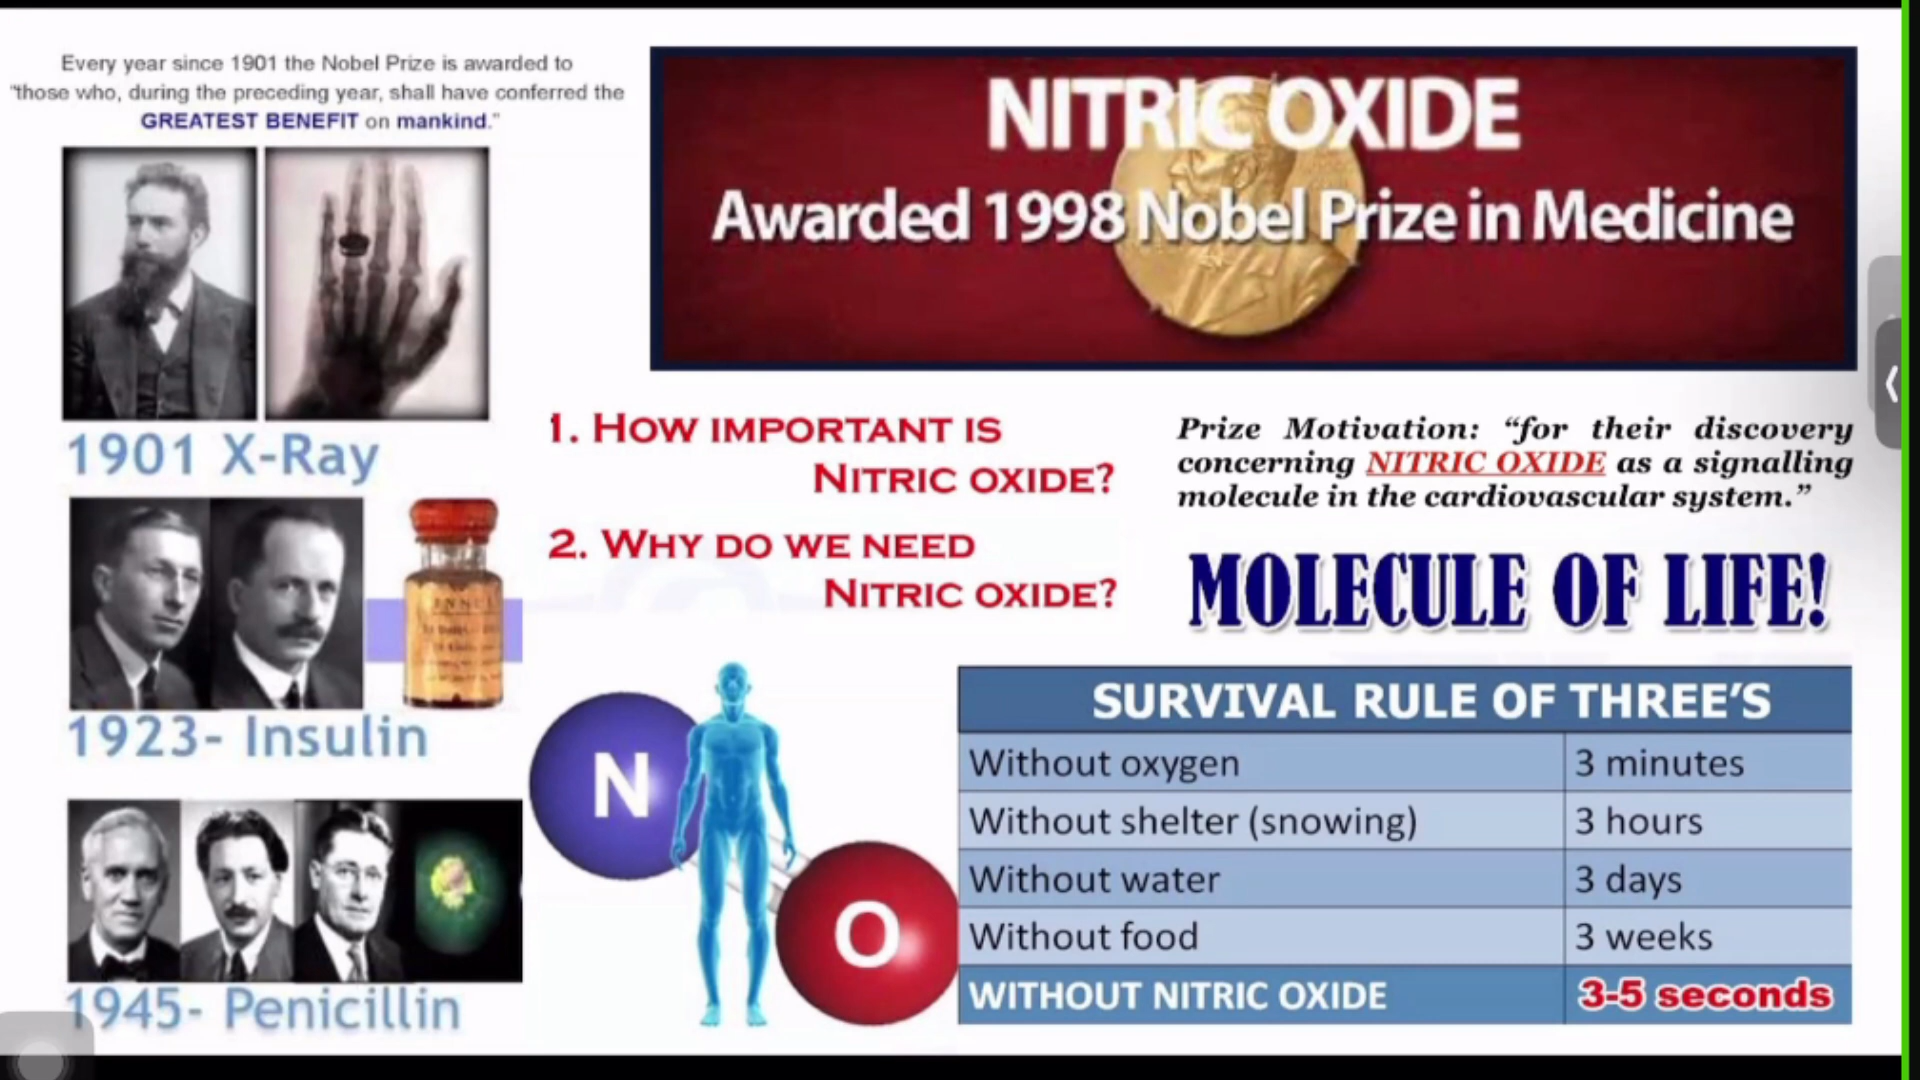 Every year since 1901 the Nobel Prize is awarded to
"those who, during the preceding year, shall have conferred the
GREATEST BENEFIT on mankind."
1901 X-Ray
1923- Insulin
1945- Penicillin
NITRIC OXIDE
Awarded 1998 Nobel Prize in Medicine
1. HOW IMPORTANT IS
NITRIC OXIDE?
2. WHY DO WE NEED
NITRIC OXIDE?
Prize Motivation: “for their discovery
concerning NITRIC OXIDE as a signalling
molecule in the cardiovascular system.”
MOLECULE OF LIFE!
N
O
SURVIVAL RULE OF THREE’S
Without oxygen 3 minutes
Without shelter (snowing) 3 hours
Without water 3 days
Without food 3 weeks
WITHOUT NITRIC OXIDE 3-5 seconds